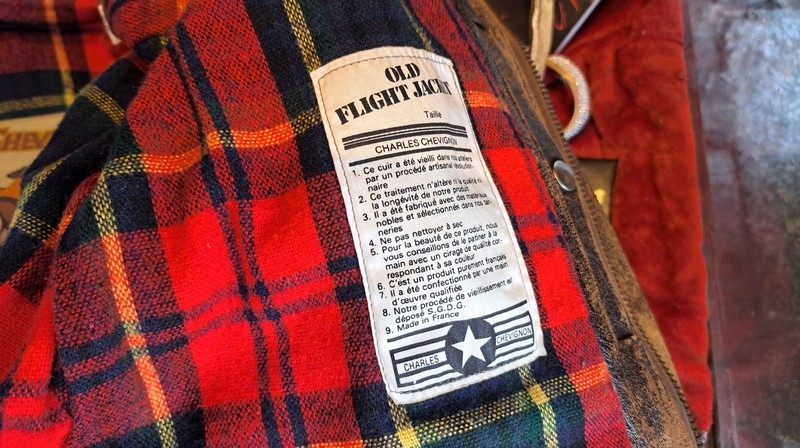 OLD
FLIGHT JACKET
Taille
CHARLES CHEVIGNON
1. Ce cuir a été vieilli dans nos ateliers
par un procédé artisanal révolution-
naire
2. Ce traitement n'altère ni la qualité ni
la longévité de notre produit
3. Il a été fabriqué avec des matériaux
nobles et sélectionnés dans nos tan-
neries
4. Ne pas nettoyer à sec
5. Pour la beauté de ce produit, nous
vous conseillons de le patiner à la
main avec un cirage de qualité cor-
respondant à sa couleur
6. C'est un produit purement français
7. Il a été confectionné par une main
d'œuvre qualifiée
8. Notre procédé de vieillissement est
déposé S.G.D.G.
9. Made in France
CHARLES CHEVIGNON